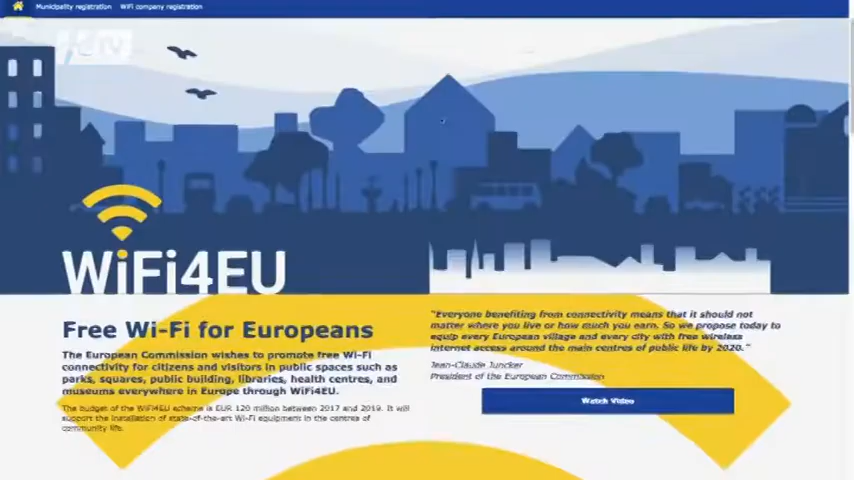 Municipality registration WiFi company registration
WiFi4EU
Free Wi-Fi for Europeans
The European Commission wishes to promote free Wi-Fi
connectivity for citizens and visitors in public spaces such as
parks, squares, public building, libraries, health centres, and
museums everywhere in Europe through WiFi4EU.
The budget of the WiFi4EU scheme is EUR 120 million between 2017 and 2019. It will
support the installation of state-of-the-art Wi-Fi equipment in the centres of
community life.
"Everyone benefiting from connectivity means that it should not
matter where you live or how much you earn. So we propose today to
equip every European village and every city with free wireless
internet access around the main centres of public life by 2020."
Jean-Claude Juncker
President of the European Commission
Watch Video